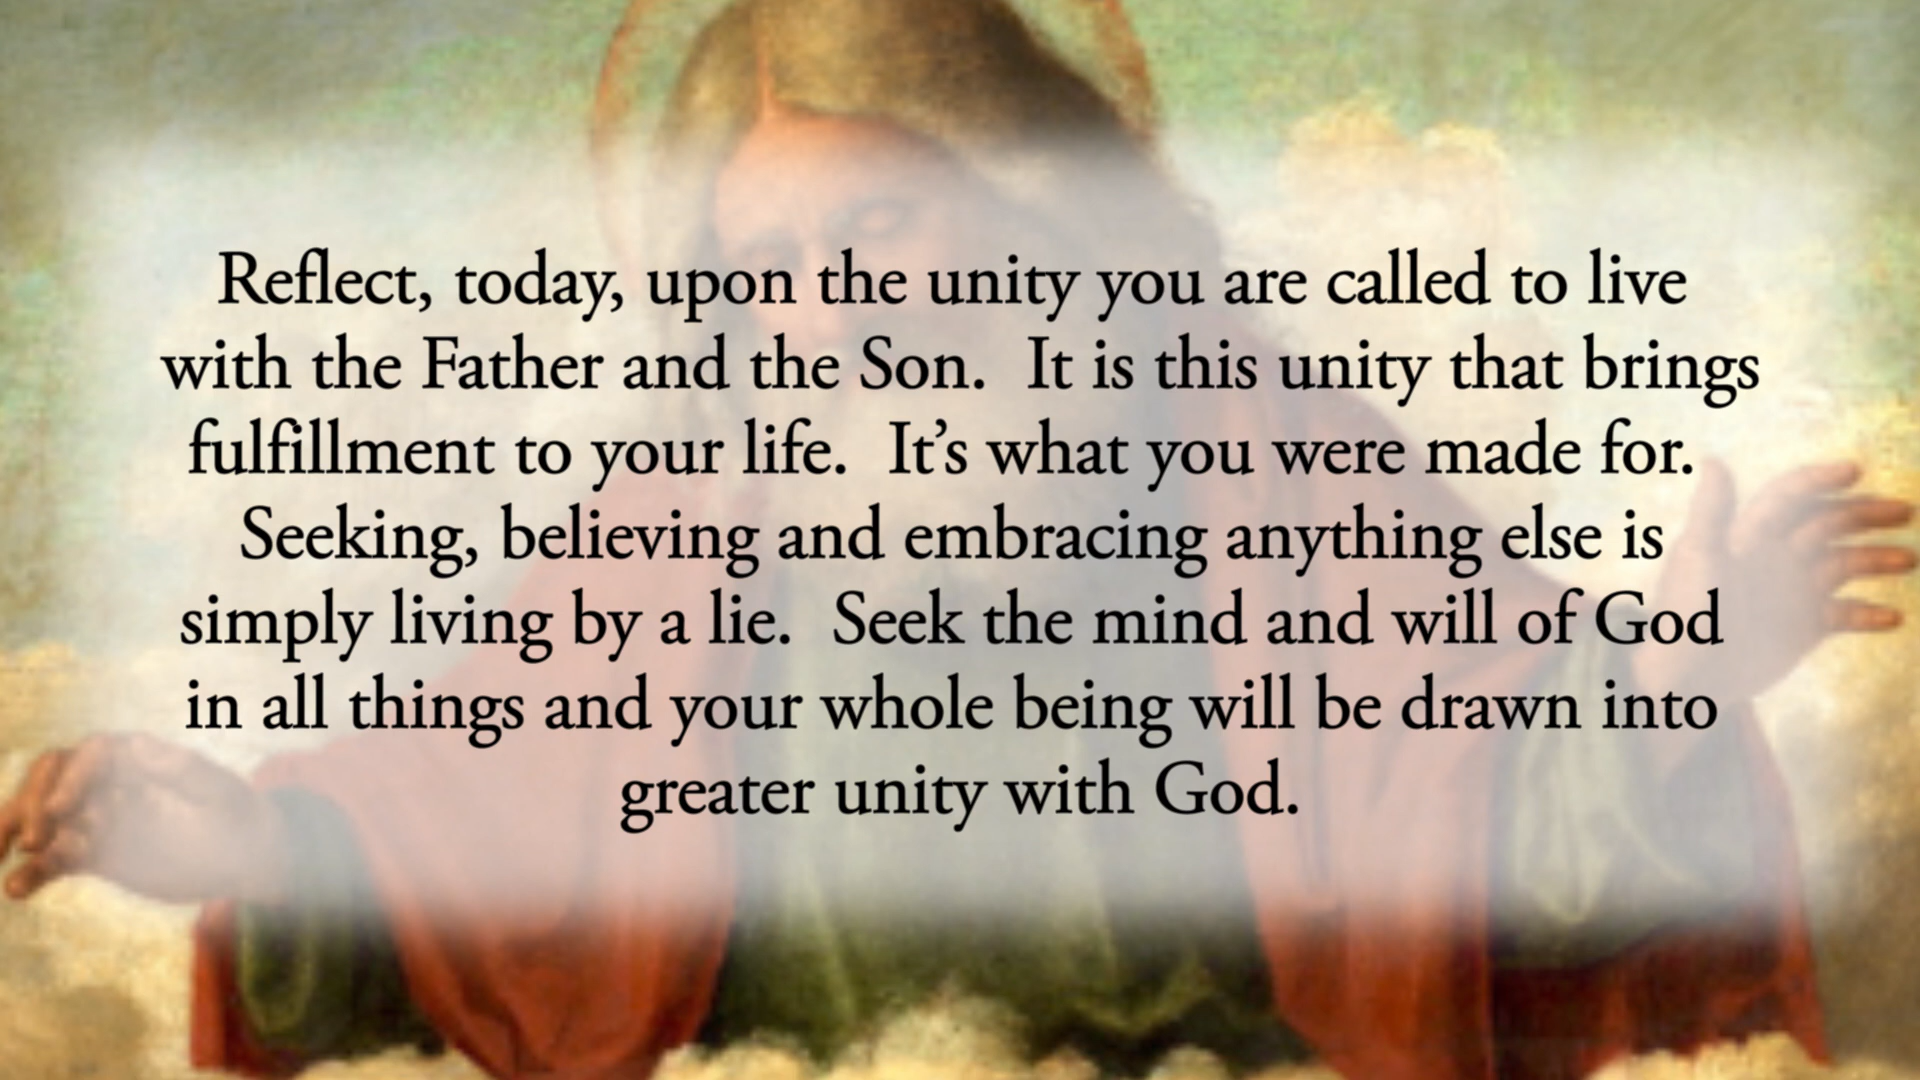 Reflect, today, upon the unity you are called to live
with the Father and the Son.  It is this unity that brings
fulfillment to your life.  It’s what you were made for.
Seeking, believing and embracing anything else is
simply living by a lie.  Seek the mind and will of God
in all things and your whole being will be drawn into
greater unity with God.